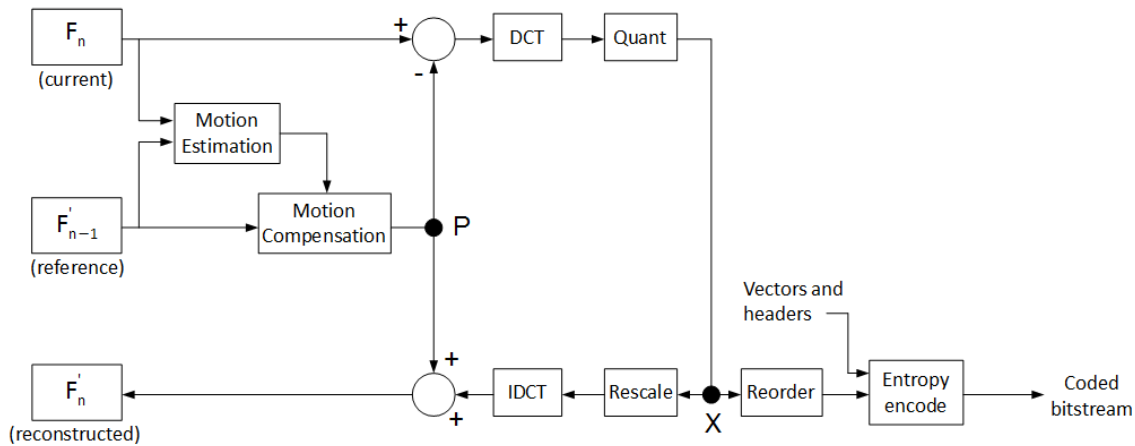 Fn
(current)
+
-
DCT
Quant
Motion
Estimation
F'n−1
(reference)
Motion
Compensation
P
Vectors and
headers
F'n
(reconstructed)
+
+
IDCT
Rescale
X
Reorder
Entropy
encode
Coded
bitstream